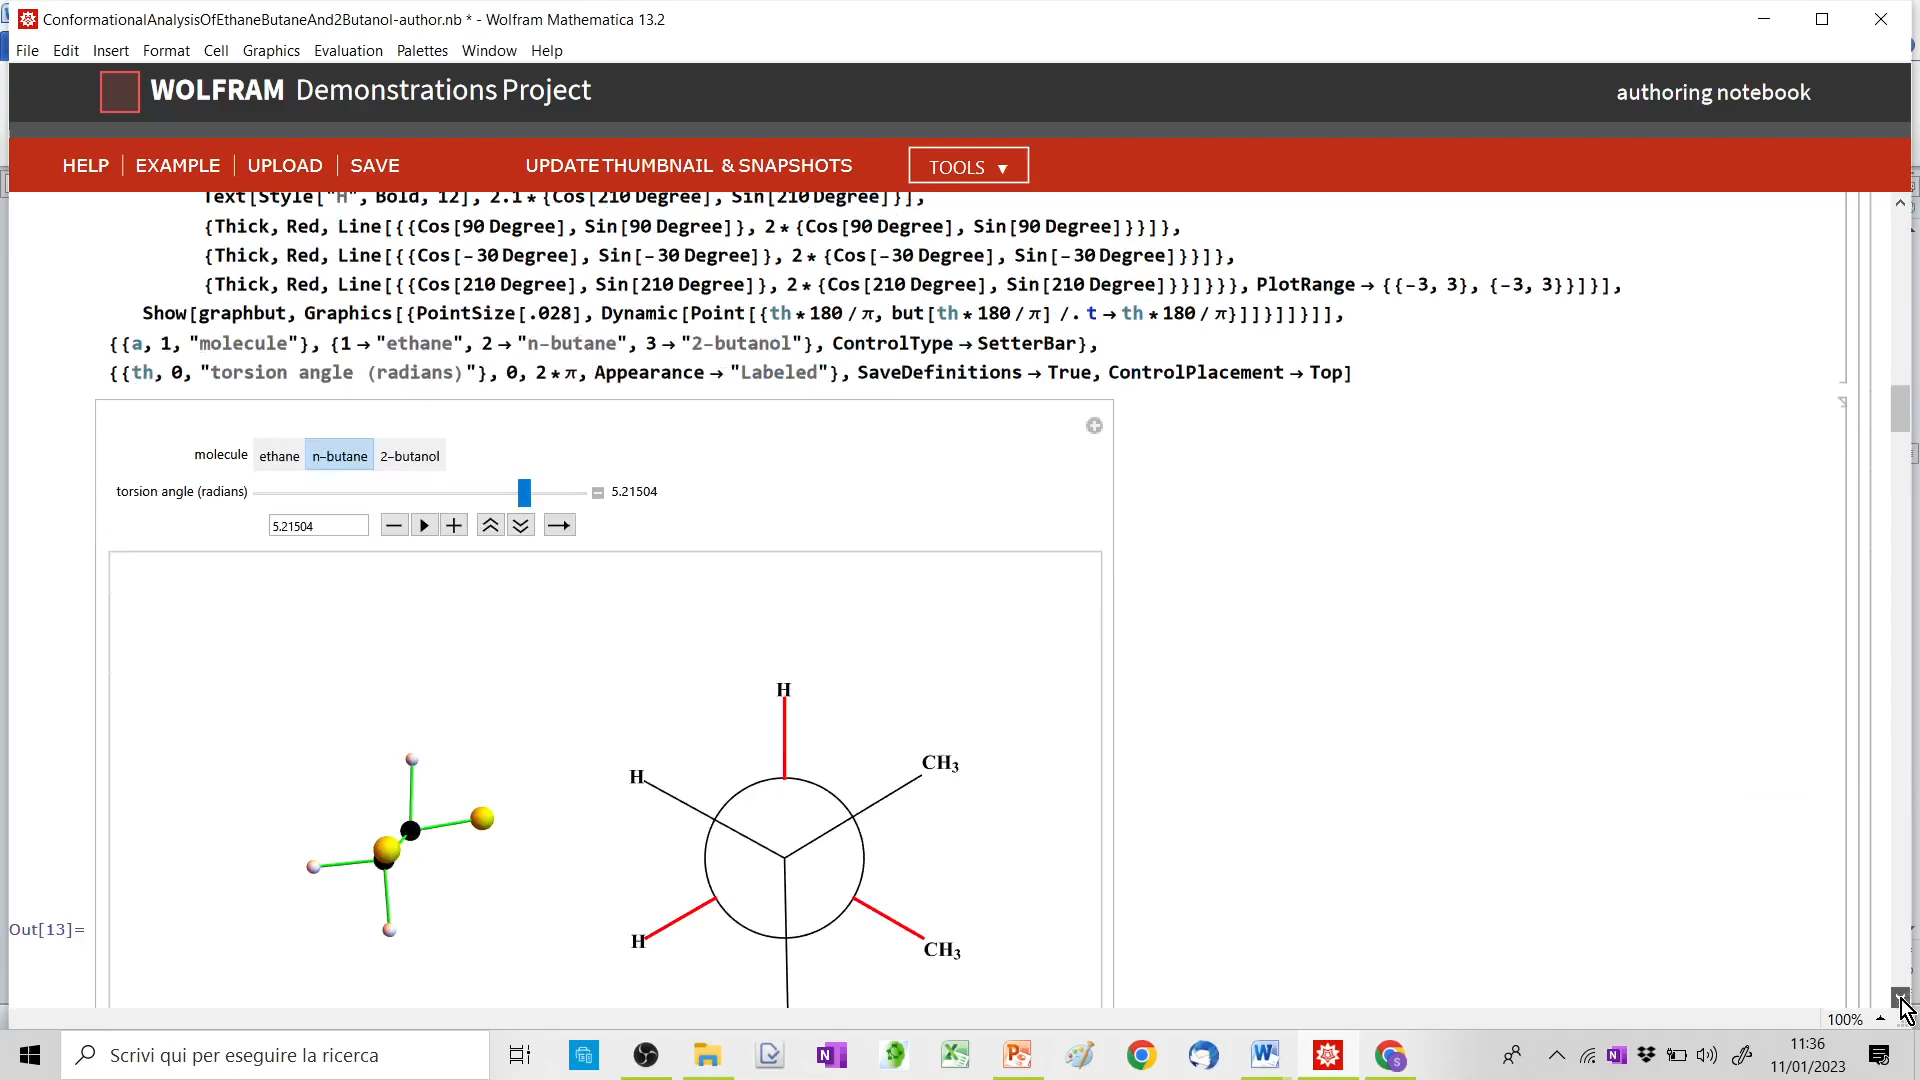 ConformationalAnalysisOfEthaneButaneAnd2Butanol-author.nb * - Wolfram Mathematica 13.2
File Edit Insert Format Cell Graphics Evaluation Palettes Window Help
WOLFRAM Demonstrations Project
authoring notebook
HELP | EXAMPLE | UPLOAD | SAVE UPDATE THUMBNAIL & SNAPSHOTS TOOLS ▼
Text[Style["H", Bold, 12], 2.1*{Cos[210 Degree], Sin[210 Degree]}],
{Thick, Red, Line[{{Cos[90 Degree], Sin[90 Degree]}, 2*{Cos[90 Degree], Sin[90 Degree]}}]},
{Thick, Red, Line[{{Cos[-30 Degree], Sin[-30 Degree]}, 2*{Cos[-30 Degree], Sin[-30 Degree]}}]},
{Thick, Red, Line[{{Cos[210 Degree], Sin[210 Degree]}, 2*{Cos[210 Degree], Sin[210 Degree]}}]}}, PlotRange→{{-3, 3}, {-3, 3}}]}],
Show[graphbut, Graphics[{PointSize[.028], Dynamic[Point[{th*180/π, but[th*180/π] /. t→th*180/π}]]}]]}]],
{{a, 1, "molecule"}, {1→"ethane", 2→"n-butane", 3→"2-butanol"}, ControlType→SetterBar},
{{th, 0, "torsion angle (radians)"}, 0, 2*π, Appearance→"Labeled"}, SaveDefinitions→True, ControlPlacement→Top]
molecule ethane n-butane 2-butanol
torsion angle (radians) 5.21504
5.21504
H
CH3
H
H
CH3
Out[13]=
100%
Scrivi qui per eseguire la ricerca
11:36
11/01/2023